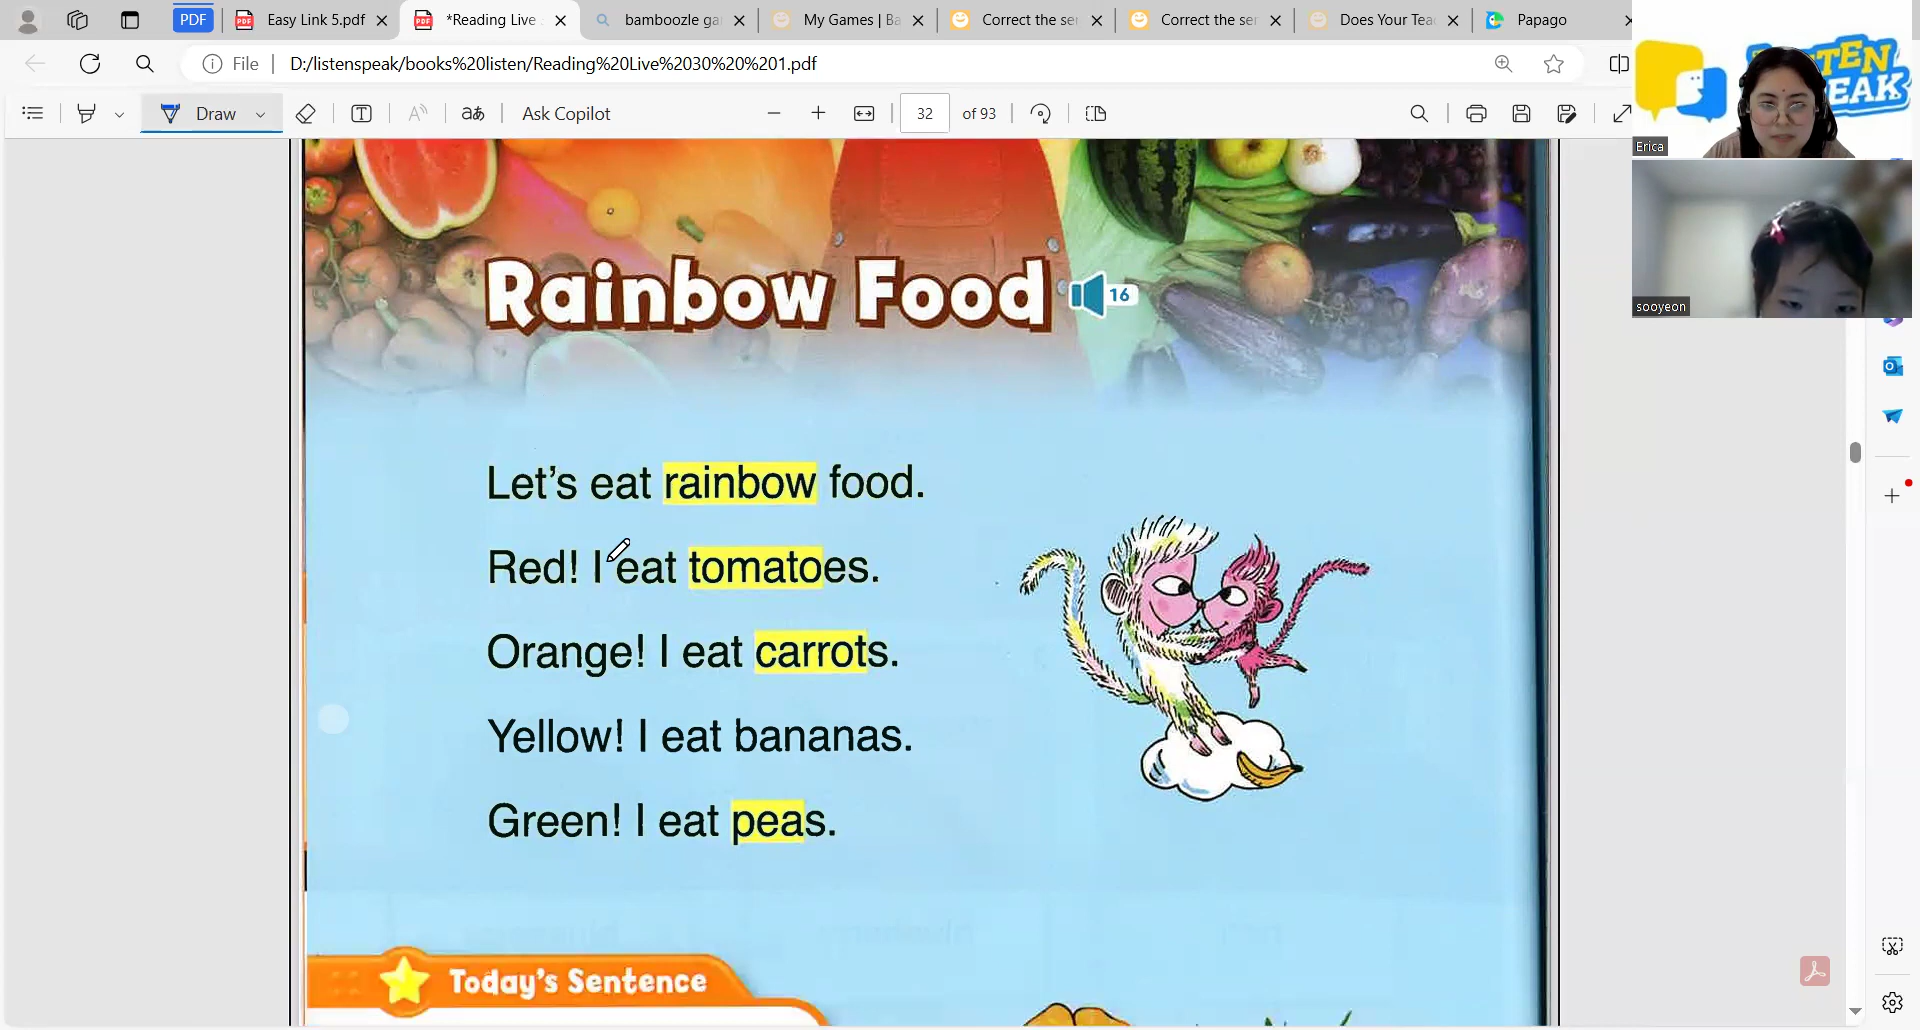 PDF
Easy Link 5.pdf
*Reading Live
bamboozle ga
My Games | Ba
Correct the se
Correct the se
Does Your Tea
Papago
File
D:/listenspeak/books%20listen/Reading%20Live%2030%20%201.pdf
Draw
Ask Copilot
32
of 93
LISTEN
SPEAK
Erica
sooyeon
Rainbow Food
16
Let's eat rainbow food.
Red! I eat tomatoes.
Orange! I eat carrots.
Yellow! I eat bananas.
Green! I eat peas.
Today's Sentence